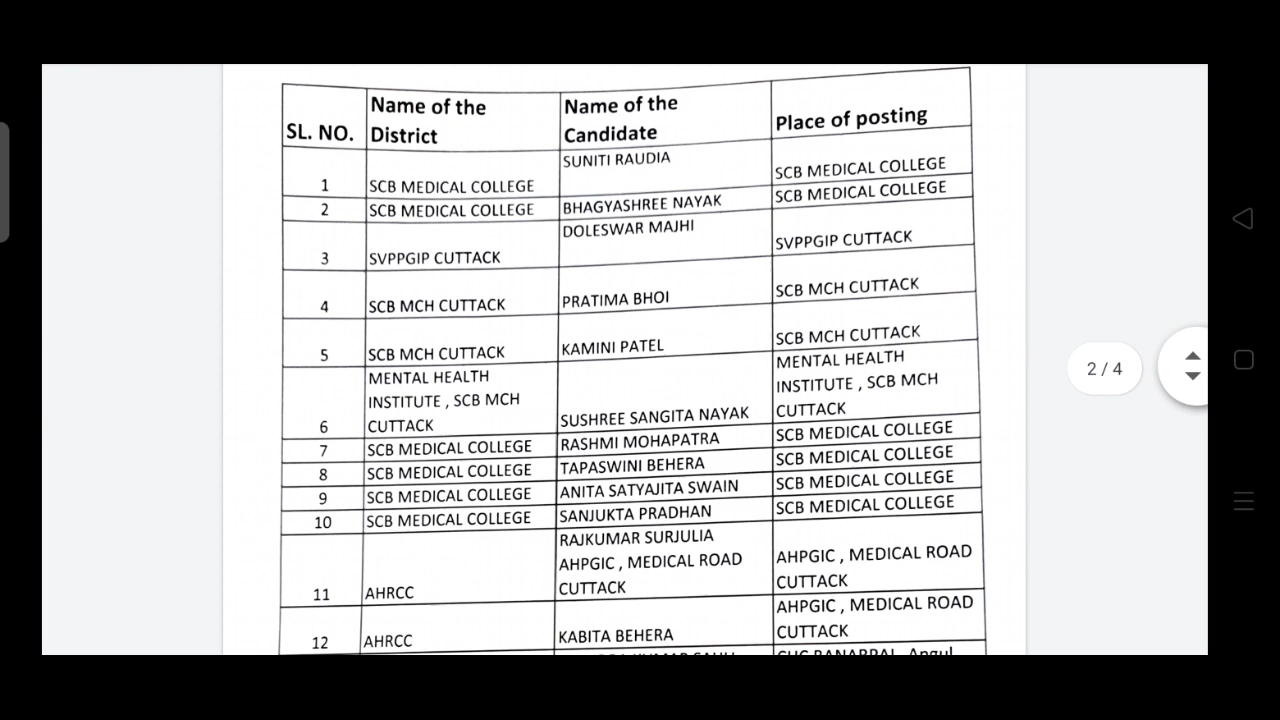 SL. NO.
Name of the
District
Name of the
Candidate
Place of posting
1
SCB MEDICAL COLLEGE
SUNITI RAUDIA
SCB MEDICAL COLLEGE
2
SCB MEDICAL COLLEGE
BHAGYASHREE NAYAK
SCB MEDICAL COLLEGE
3
SVPPGIP CUTTACK
DOLESWAR MAJHI
SVPPGIP CUTTACK
4
SCB MCH CUTTACK
PRATIMA BHOI
SCB MCH CUTTACK
5
SCB MCH CUTTACK
KAMINI PATEL
SCB MCH CUTTACK
6
MENTAL HEALTH
INSTITUTE , SCB MCH
CUTTACK
SUSHREE SANGITA NAYAK
MENTAL HEALTH
INSTITUTE , SCB MCH
CUTTACK
7
SCB MEDICAL COLLEGE
RASHMI MOHAPATRA
SCB MEDICAL COLLEGE
8
SCB MEDICAL COLLEGE
TAPASWINI BEHERA
SCB MEDICAL COLLEGE
9
SCB MEDICAL COLLEGE
ANITA SATYAJITA SWAIN
SCB MEDICAL COLLEGE
10
SCB MEDICAL COLLEGE
SANJUKTA PRADHAN
SCB MEDICAL COLLEGE
11
AHRCC
RAJKUMAR SURJULIA
AHPGIC , MEDICAL ROAD
CUTTACK
AHPGIC , MEDICAL ROAD
CUTTACK
12
AHRCC
KABITA BEHERA
AHPGIC , MEDICAL ROAD
CUTTACK
KUMAR SAHU
CHC BANARPAL, Angul
2 / 4